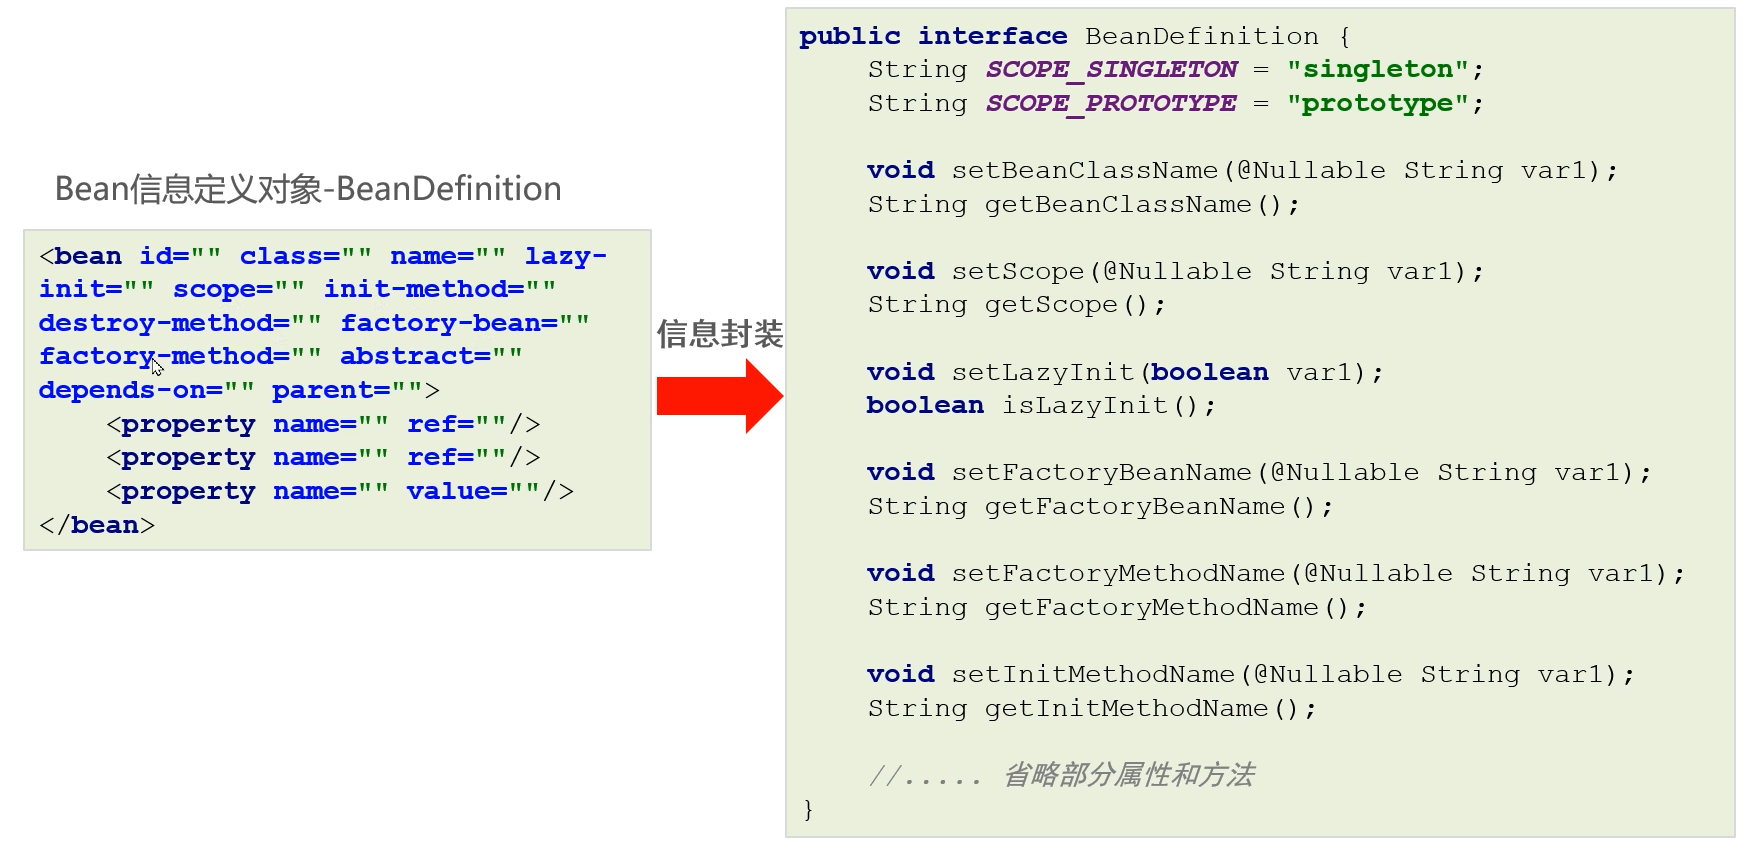 Bean信息定义对象-BeanDefinition
<bean id="" class="" name="" lazy-
init="" scope="" init-method=""
destroy-method="" factory-bean=""
factory-method="" abstract=""
depends-on="" parent="">
    <property name="" ref=""/>
    <property name="" ref=""/>
    <property name="" value=""/>
</bean>
信息封装
public interface BeanDefinition {
    String SCOPE_SINGLETON = "singleton";
    String SCOPE_PROTOTYPE = "prototype";
    void setBeanClassName(@Nullable String var1);
    String getBeanClassName();
    void setScope(@Nullable String var1);
    String getScope();
    void setLazyInit(boolean var1);
    boolean isLazyInit();
    void setFactoryBeanName(@Nullable String var1);
    String getFactoryBeanName();
    void setFactoryMethodName(@Nullable String var1);
    String getFactoryMethodName();
    void setInitMethodName(@Nullable String var1);
    String getInitMethodName();
    //..... 省略部分属性和方法
}